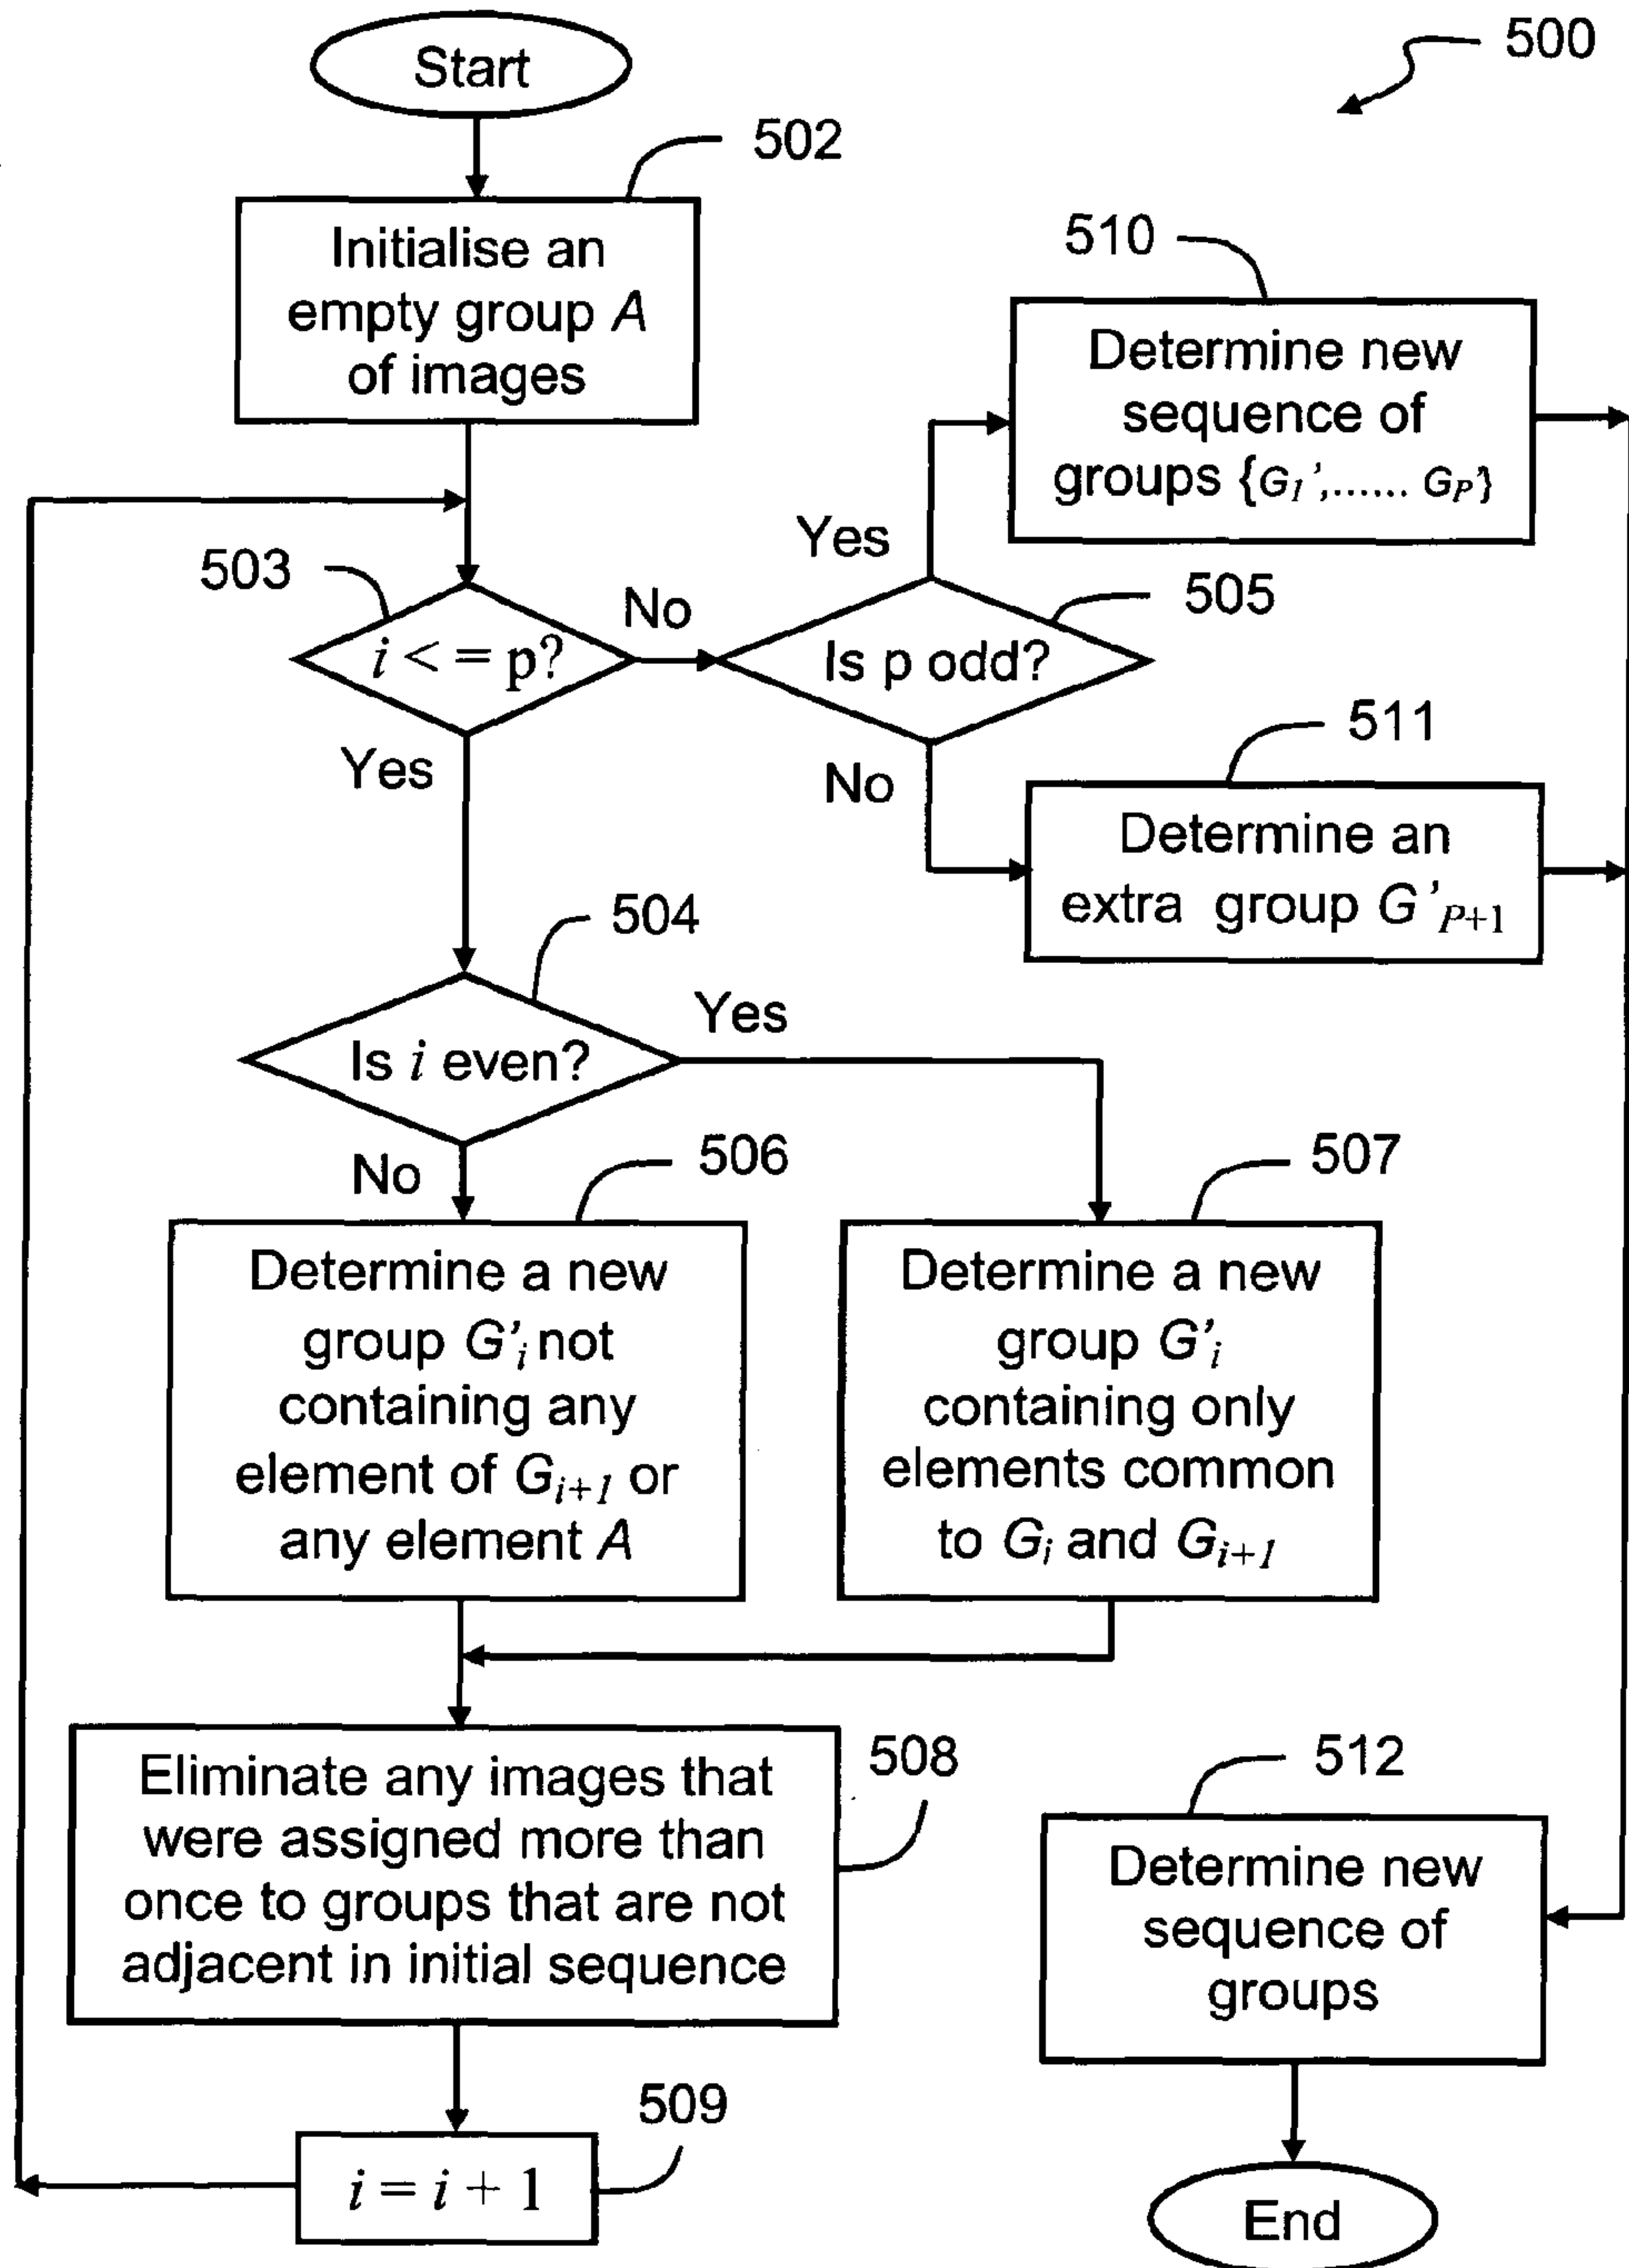 Start
500
502
Initialise an
empty group A
of images
510
Determine new
sequence of
groups {G1',...... GP'}
503
i < = p?
No
Yes
505
Is p odd?
Yes
No
511
Determine an
extra group G'P+1
504
Is i even?
Yes
No
506
Determine a new
group G'i not
containing any
element of Gi+1 or
any element A
507
Determine a new
group G'i
containing only
elements common
to Gi and Gi+1
508
Eliminate any images that
were assigned more than
once to groups that are not
adjacent in initial sequence
512
Determine new
sequence of
groups
509
i = i + 1
End